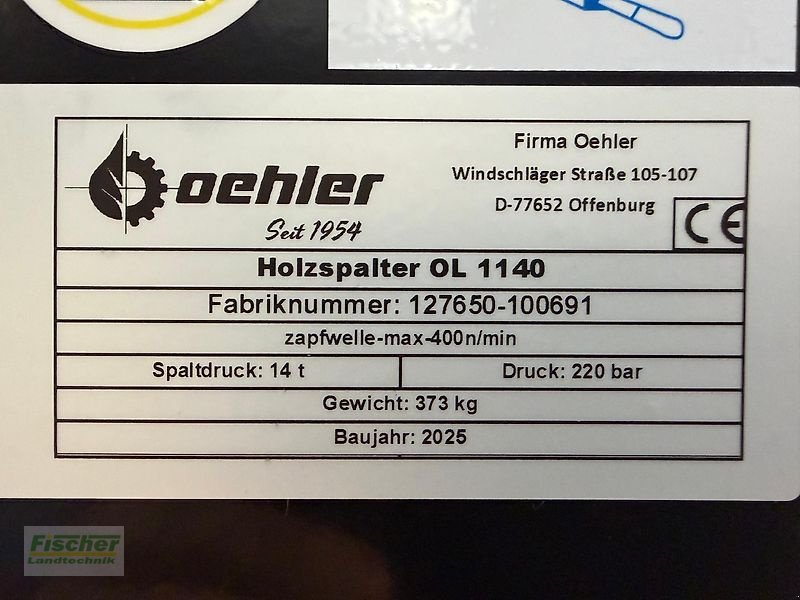 oehler
Seit 1954
Firma Oehler
Windschläger Straße 105-107
D-77652 Offenburg
CE
Holzspalter OL 1140
Fabriknummer: 127650-100691
zapfwelle-max-400n/min
Spaltdruck: 14 t
Druck: 220 bar
Gewicht: 373 kg
Baujahr: 2025
Fischer
Landtechnik